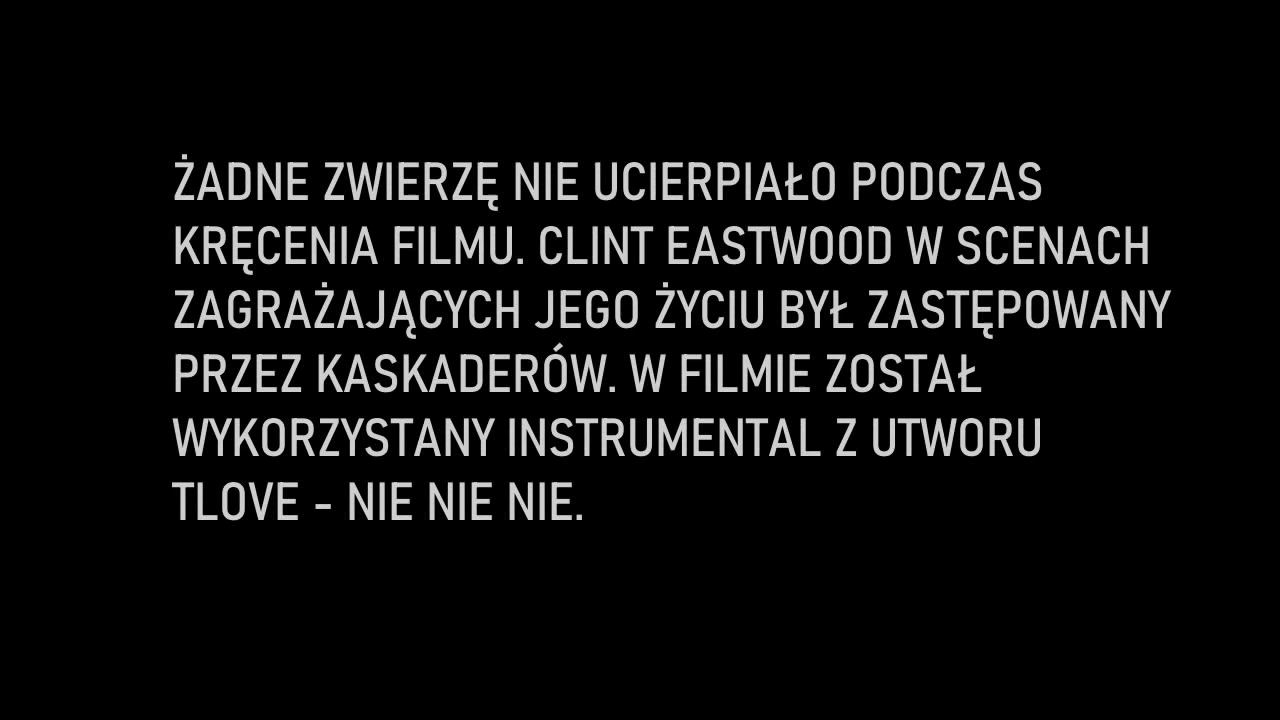 ŻADNE ZWIERZĘ NIE UCIERPIAŁO PODCZAS
KRĘCENIA FILMU. CLINT EASTWOOD W SCENACH
ZAGRAŻAJĄCYCH JEGO ŻYCIU BYŁ ZASTĘPOWANY
PRZEZ KASKADERÓW. W FILMIE ZOSTAŁ
WYKORZYSTANY INSTRUMENTAL Z UTWORU
TLOVE - NIE NIE NIE.